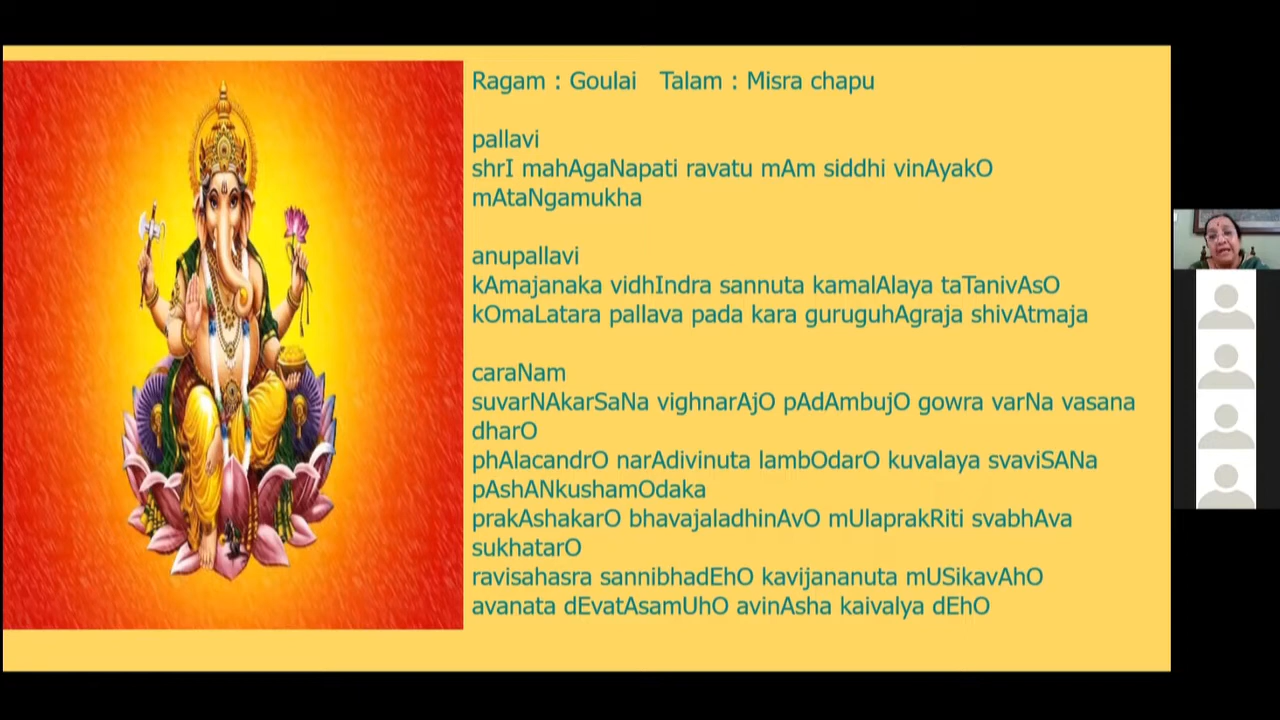 Ragam : Goulai   Talam : Misra chapu
pallavi
shrI mahAgaNapati ravatu mAm siddhi vinAyakO
mAtaNgamukha
anupallavi
kAmajanaka vidhIndra sannuta kamalAlaya taTanivAsO
kOmaLatara pallava pada kara guruguhAgraja shivAtmaja
caraNam
suvarNAkarSaNa vighnarAjO pAdAmbujO gowra varNa vasana
dharO
phAlacandrO narAdivinuta lambOdarO kuvalaya svaviSANa
pAshANkushamOdaka
prakAshakarO bhavajaladhinAvO mUlaprakRiti svabhAva
sukhatarO
ravisahasra sannibhadEhO kavijananuta mUSikavAhO
avanata dEvatAsamUhO avinAsha kaivalya dEhO